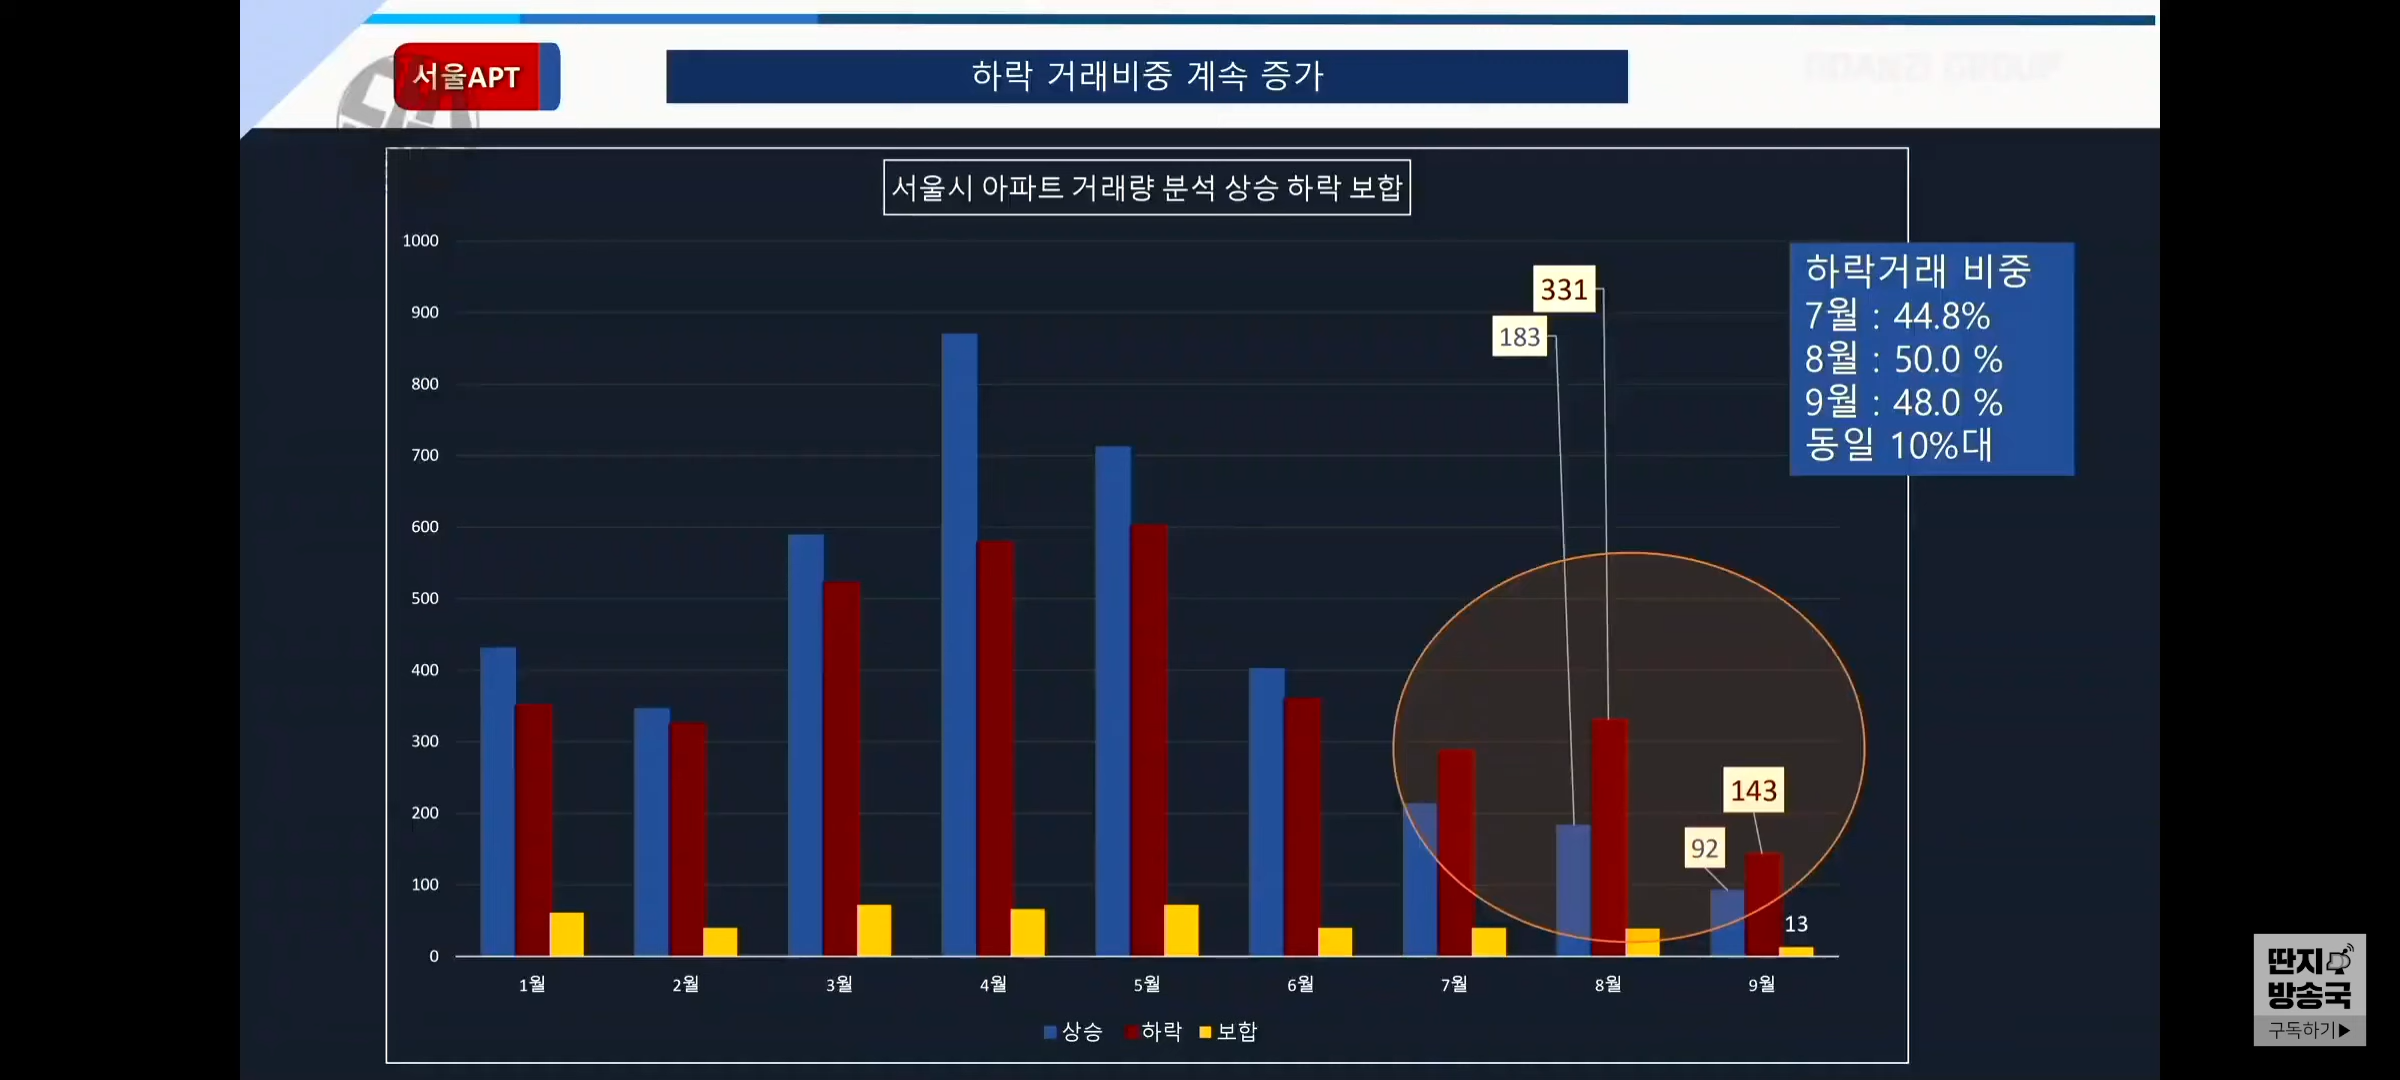 서울APT
하락 거래비중 계속 증가
서울시 아파트 거래량 분석 상승 하락 보합
1000
900
800
700
600
500
400
300
200
100
0
331
183
143
92
13
하락거래 비중
7월 : 44.8%
8월 : 50.0 %
9월 : 48.0 %
동일 10%대
1월 2월 3월 4월 5월 6월 7월 8월 9월
상승 하락 보합
딴지
방송국
구독하기▶